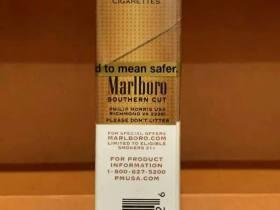 CIGARETTES
d to mean safer.
Marlboro
SOUTHERN CUT
PHILIP MORRIS USA
RICHMOND VA 23261
PLEASE DON'T LITTER
FOR SPECIAL OFFERS
MARLBORO.COM
LIMITED TO ELIGIBLE
SMOKERS 21+
FOR PRODUCT
INFORMATION
1-800-627-5200
PMUSA.COM